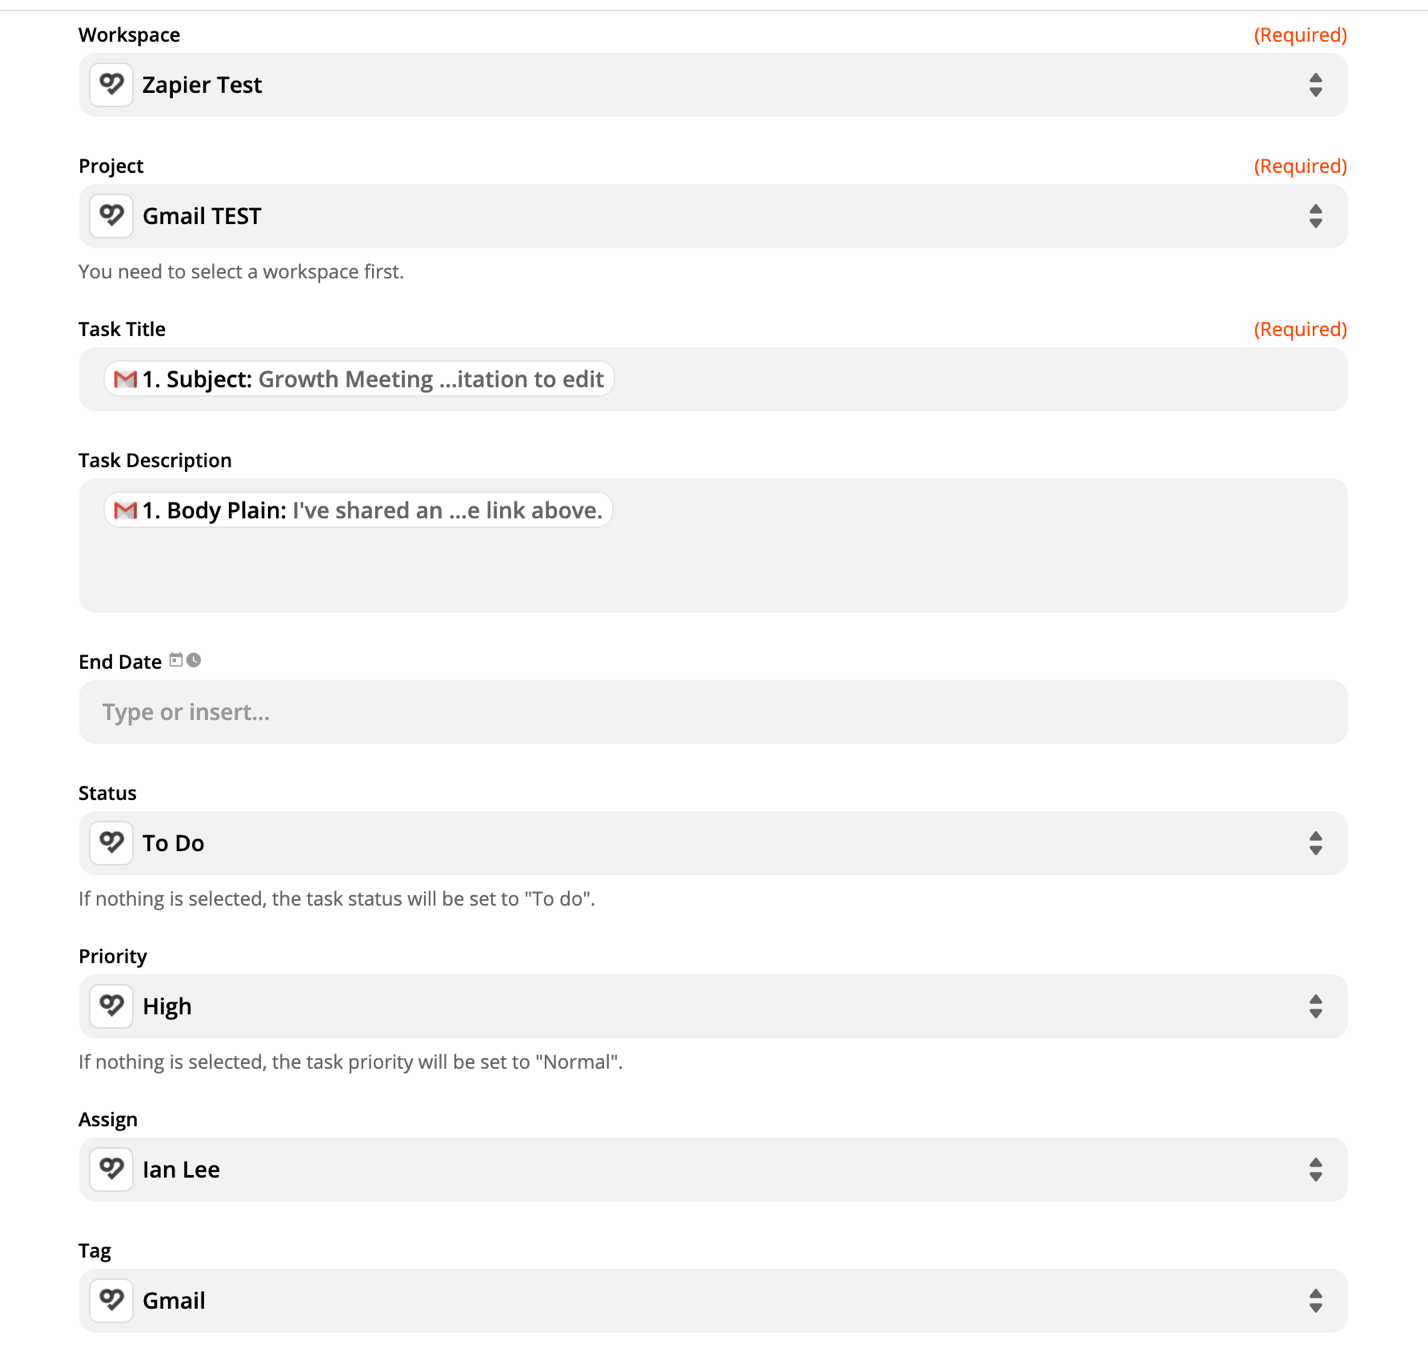 Workspace (Required)
Zapier Test
Project (Required)
Gmail TEST
You need to select a workspace first.
Task Title (Required)
1. Subject: Growth Meeting ...itation to edit
Task Description
1. Body Plain: I've shared an ...e link above.
End Date
Type or insert...
Status
To Do
If nothing is selected, the task status will be set to "To do".
Priority
High
If nothing is selected, the task priority will be set to "Normal".
Assign
Ian Lee
Tag
Gmail